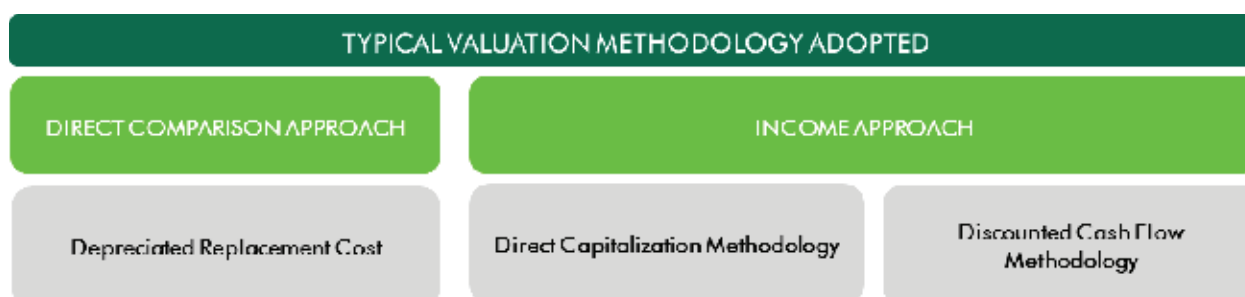 TYPICAL VALUATION METHODOLOGY ADOPTED
DIRECT COMPARISON APPROACH
INCOME APPROACH
Depreciated Replacement Cost
Direct Capitalization Methodology
Discounted Cash Flow
Methodology